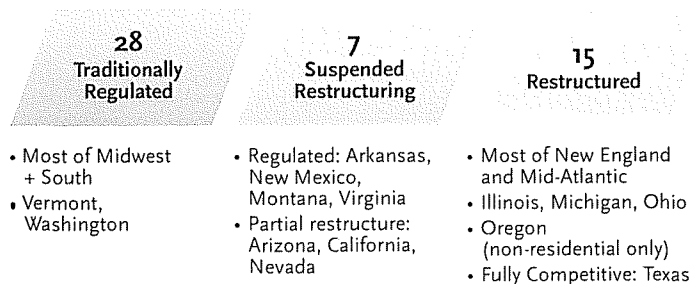 28
Traditionally
Regulated
• Most of Midwest
+ South
• Vermont,
Washington
7
Suspended
Restructuring
• Regulated: Arkansas,
New Mexico,
Montana, Virginia
• Partial restructure:
Arizona, California,
Nevada
15
Restructured
• Most of New England
and Mid-Atlantic
• Illinois, Michigan, Ohio
• Oregon
(non-residential only)
• Fully Competitive: Texas